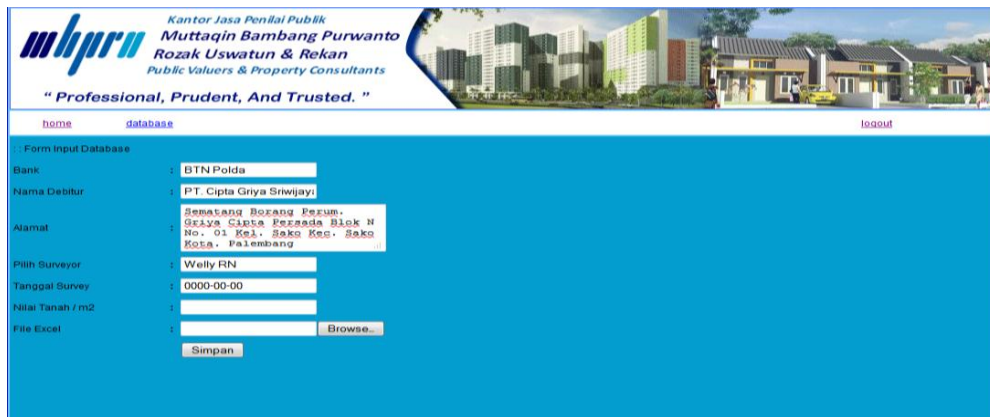 mbpru
Kantor Jasa Penilai Publik
Muttaqin Bambang Purwanto
Rozak Uswatun & Rekan
Public Valuers & Property Consultants
“ Professional, Prudent, And Trusted. ”
home database logout
: : Form Input Database
Bank : BTN Polda
Nama Debitur : PT. Cipta Griya Sriwijaya
Alamat : Sematang Borang Perum.
Griya Cipta Persada Blok N
No. 01 Kel. Sako Kec. Sako
Kota. Palembang
Pilih Surveyor : Welly RN
Tanggal Survey : 0000-00-00
Nilai Tanah / m2 :
File Excel : Browse..
Simpan